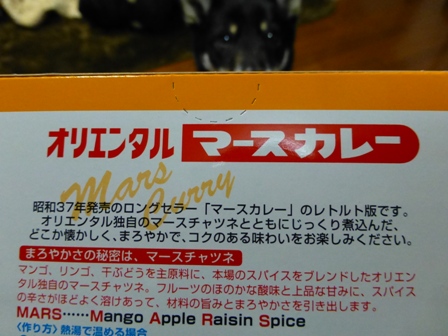 オリエンタル マースカレー
Mars
Curry
昭和37年発売のロングセラー「マースカレー」のレトルト版です。
オリエンタル独自のマースチャツネとともにじっくり煮込んだ、
どこか懐かしく、まろやかで、コクのある味わいをお楽しみください。
まろやかさの秘密は、マースチャツネ
マンゴ、リンゴ、干ぶどうを主原料に、本場のスパイスをブレンドしたオリエン
タル独自のマースチャツネ。フルーツのほのかな酸味と上品な甘みに、スパイス
の辛さがほどよく溶けあって、材料の旨みとまろやかさを引き出します。
MARS……Mango Apple Raisin Spice
〈作り方〉熱湯で温める場合